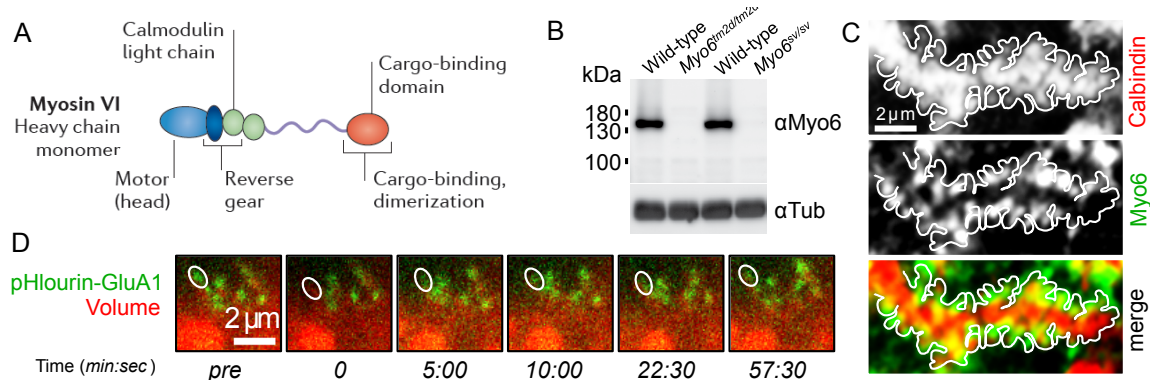 A
Calmodulin
light chain
Cargo-binding
domain
Myosin VI
Heavy chain
monomer
Motor
(head)
Reverse
gear
Cargo-binding,
dimerization
B
Wild-type
Myo6tm2d/tm2d
Wild-type
Myo6sv/sv
kDa
180
130
100
αMyo6
αTub
C
2 µm
Calbindin
Myo6
merge
D
pHlourin-GluA1
Volume
2 µm
Time (min:sec)
pre
0
5:00
10:00
22:30
57:30